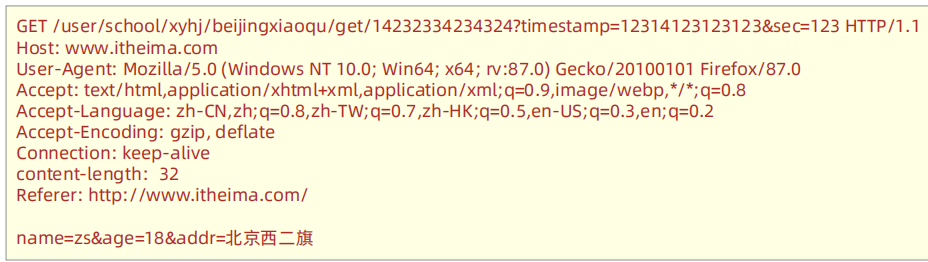 GET /user/school/xyhj/beijingxiaoqu/get/14232334234324?timestamp=12314123123123&sec=123 HTTP/1.1
Host: www.itheima.com
User-Agent: Mozilla/5.0 (Windows NT 10.0; Win64; x64; rv:87.0) Gecko/20100101 Firefox/87.0
Accept: text/html,application/xhtml+xml,application/xml;q=0.9,image/webp,*/*;q=0.8
Accept-Language: zh-CN,zh;q=0.8,zh-TW;q=0.7,zh-HK;q=0.5,en-US;q=0.3,en;q=0.2
Accept-Encoding: gzip, deflate
Connection: keep-alive
content-length:  32
Referer: http://www.itheima.com/
name=zs&age=18&addr=北京西二旗